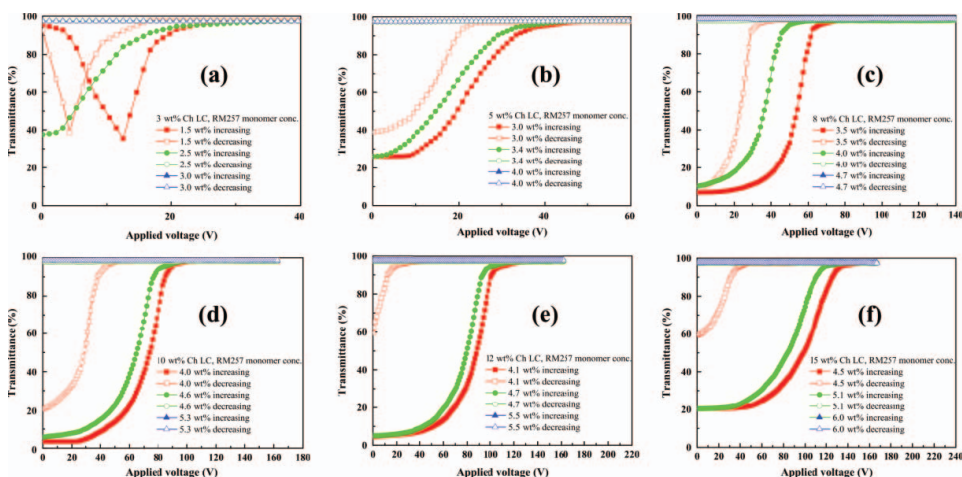 100
80
60
40
20
0
Transmittance (%)
(a)
3 wt% Ch LC, RM257 monomer conc.
1.5 wt% increasing
1.5 wt% decreasing
2.5 wt% increasing
2.5 wt% decreasing
3.0 wt% increasing
3.0 wt% decreasing
0 20 40
Applied voltage (V)
100
80
60
40
20
0
Transmittance (%)
(b)
5 wt% Ch LC, RM257 monomer conc.
3.0 wt% increasing
3.0 wt% decreasing
3.4 wt% increasing
3.4 wt% decreasing
4.0 wt% increasing
4.0 wt% decreasing
0 20 40 60
Applied voltage (V)
100
80
60
40
20
0
Transmittance (%)
(c)
8 wt% Ch LC, RM257 monomer conc.
3.5 wt% increasing
3.5 wt% decreasing
4.0 wt% increasing
4.0 wt% decreasing
4.7 wt% increasing
4.7 wt% decreasing
0 20 40 60 80 100 120 140
Applied voltage (V)
100
80
60
40
20
0
Transmittance (%)
(d)
10 wt% Ch LC, RM257 monomer conc.
4.0 wt% increasing
4.0 wt% decreasing
4.6 wt% increasing
4.6 wt% decreasing
5.3 wt% increasing
5.3 wt% decreasing
0 20 40 60 80 100 120 140 160 180
Applied voltage (V)
100
80
60
40
20
0
Transmittance (%)
(e)
12 wt% Ch LC, RM257 monomer conc.
4.1 wt% increasing
4.1 wt% decreasing
4.7 wt% increasing
4.7 wt% decreasing
5.5 wt% increasing
5.5 wt% decreasing
0 20 40 60 80 100 120 140 160 180 200 220
Applied voltage (V)
100
80
60
40
20
0
Transmittance (%)
(f)
15 wt% Ch LC, RM257 monomer conc.
4.5 wt% increasing
4.5 wt% decreasing
5.1 wt% increasing
5.1 wt% decreasing
6.0 wt% increasing
6.0 wt% decreasing
0 20 40 60 80 100 120 140 160 180 200 220 240
Applied voltage (V)